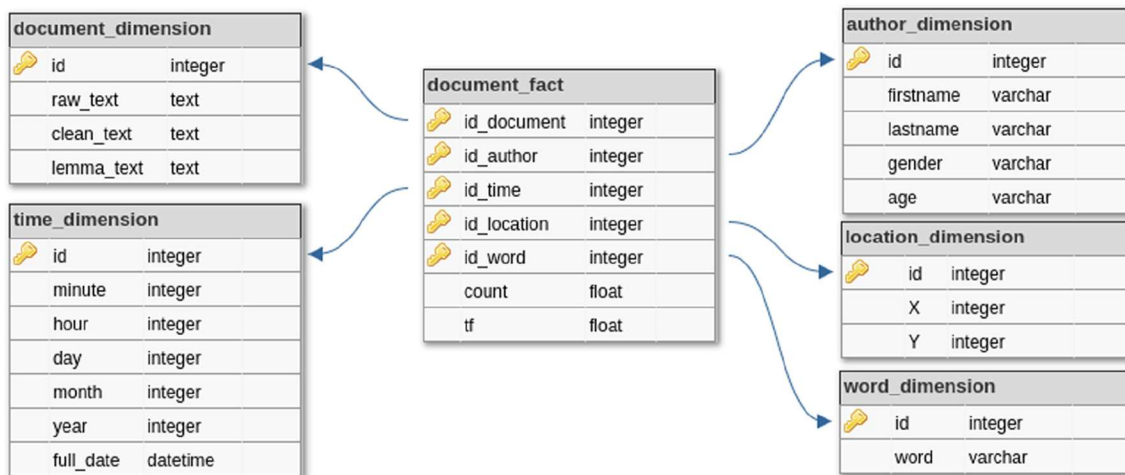 document_dimension
id integer
raw_text text
clean_text text
lemma_text text
time_dimension
id integer
minute integer
hour integer
day integer
month integer
year integer
full_date datetime
document_fact
id_document integer
id_author integer
id_time integer
id_location integer
id_word integer
count float
tf float
author_dimension
id integer
firstname varchar
lastname varchar
gender varchar
age varchar
location_dimension
id integer
X integer
Y integer
word_dimension
id integer
word varchar